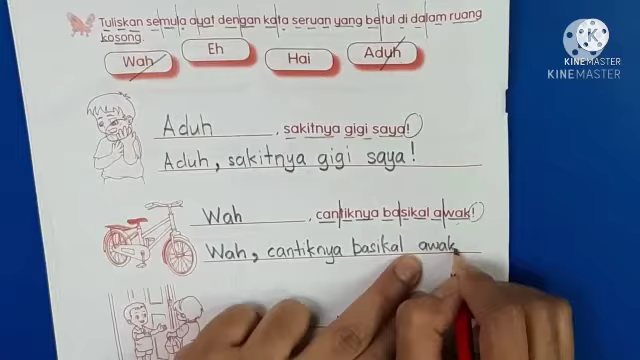 Tuliskan semula ayat dengan kata seruan yang betul di dalam ruang
kosong.
Wah Eh Hai Aduh
KINEMASTER
KINEMASTER
Aduh, sakitnya gigi saya!
Aduh, sakitnya gigi saya!
Wah, cantiknya basikal awak!
Wah, cantiknya basikal awak